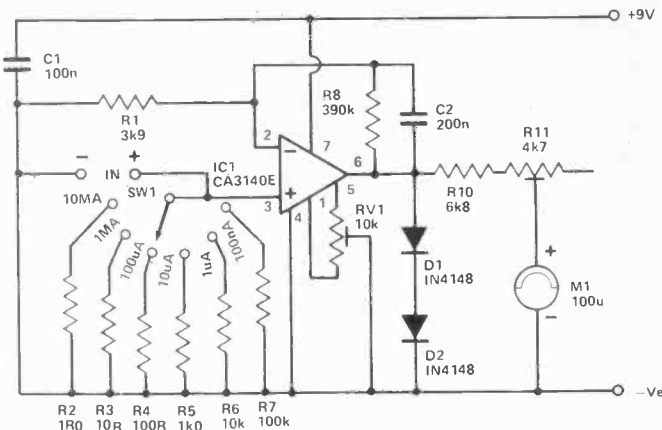 +9V
C1
100n
R1
3k9
R8
390k
C2
200n
R11
4k7
2
7
6
IC1
CA3140E
−
IN
+
SW1
−
+
3
4
1
5
R10
6k8
10MA
1MA
100uA
10uA
1uA
100nA
RV1
10k
D1
IN4148
+
M1
100u
−
D2
IN4148
−Ve
R2
1R0
R3
10R
R4
100R
R5
1k0
R6
10k
R7
100k